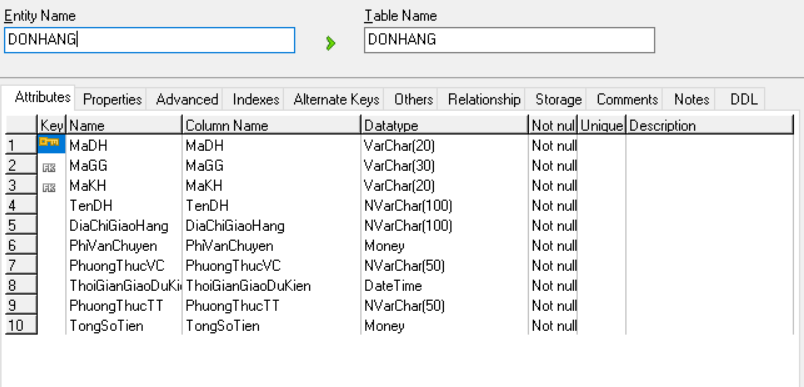 Entity Name Table Name
DONHANG DONHANG
Attributes Properties Advanced Indexes Alternate Keys Others Relationship Storage Comments Notes DDL
Key Name Column Name Datatype Not nul Unique Description
1 MaDH MaDH VarChar(20) Not null
2 FK MaGG MaGG VarChar(30) Not null
3 FK MaKH MaKH VarChar(20) Not null
4 TenDH TenDH NVarChar(100) Not null
5 DiaChiGiaoHang DiaChiGiaoHang NVarChar(100) Not null
6 PhiVanChuyen PhiVanChuyen Money Not null
7 PhuongThucVC PhuongThucVC NVarChar(50) Not null
8 ThoiGianGiaoDuKi ThoiGianGiaoDuKien DateTime Not null
9 PhuongThucTT PhuongThucTT NVarChar(50) Not null
10 TongSoTien TongSoTien Money Not null